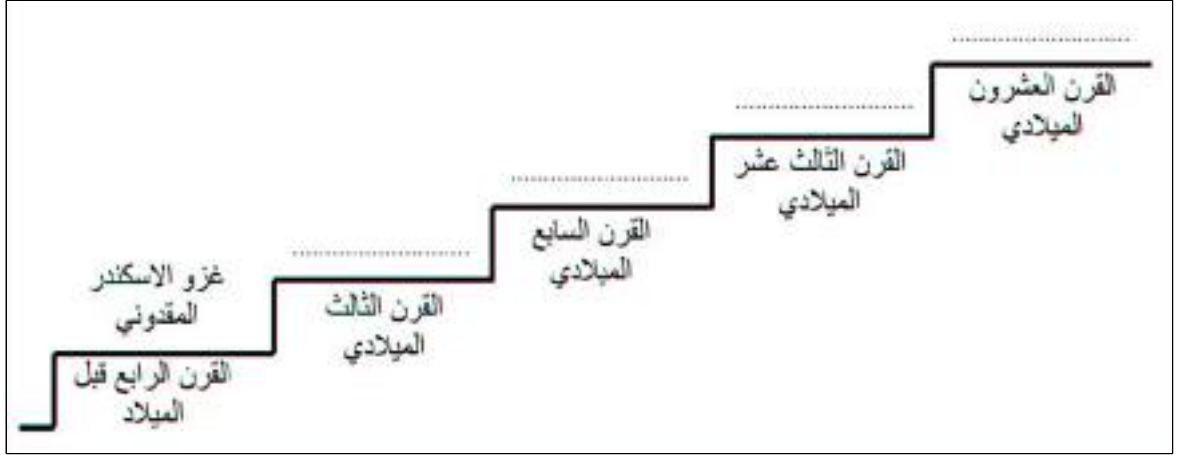 غزو الاسكندر
المقدوني
القرن الرابع قبل
الميلاد
القرن الثالث
الميلادي
القرن السابع
الميلادي
القرن الثالث عشر
الميلادي
القرن العشرون
الميلادي